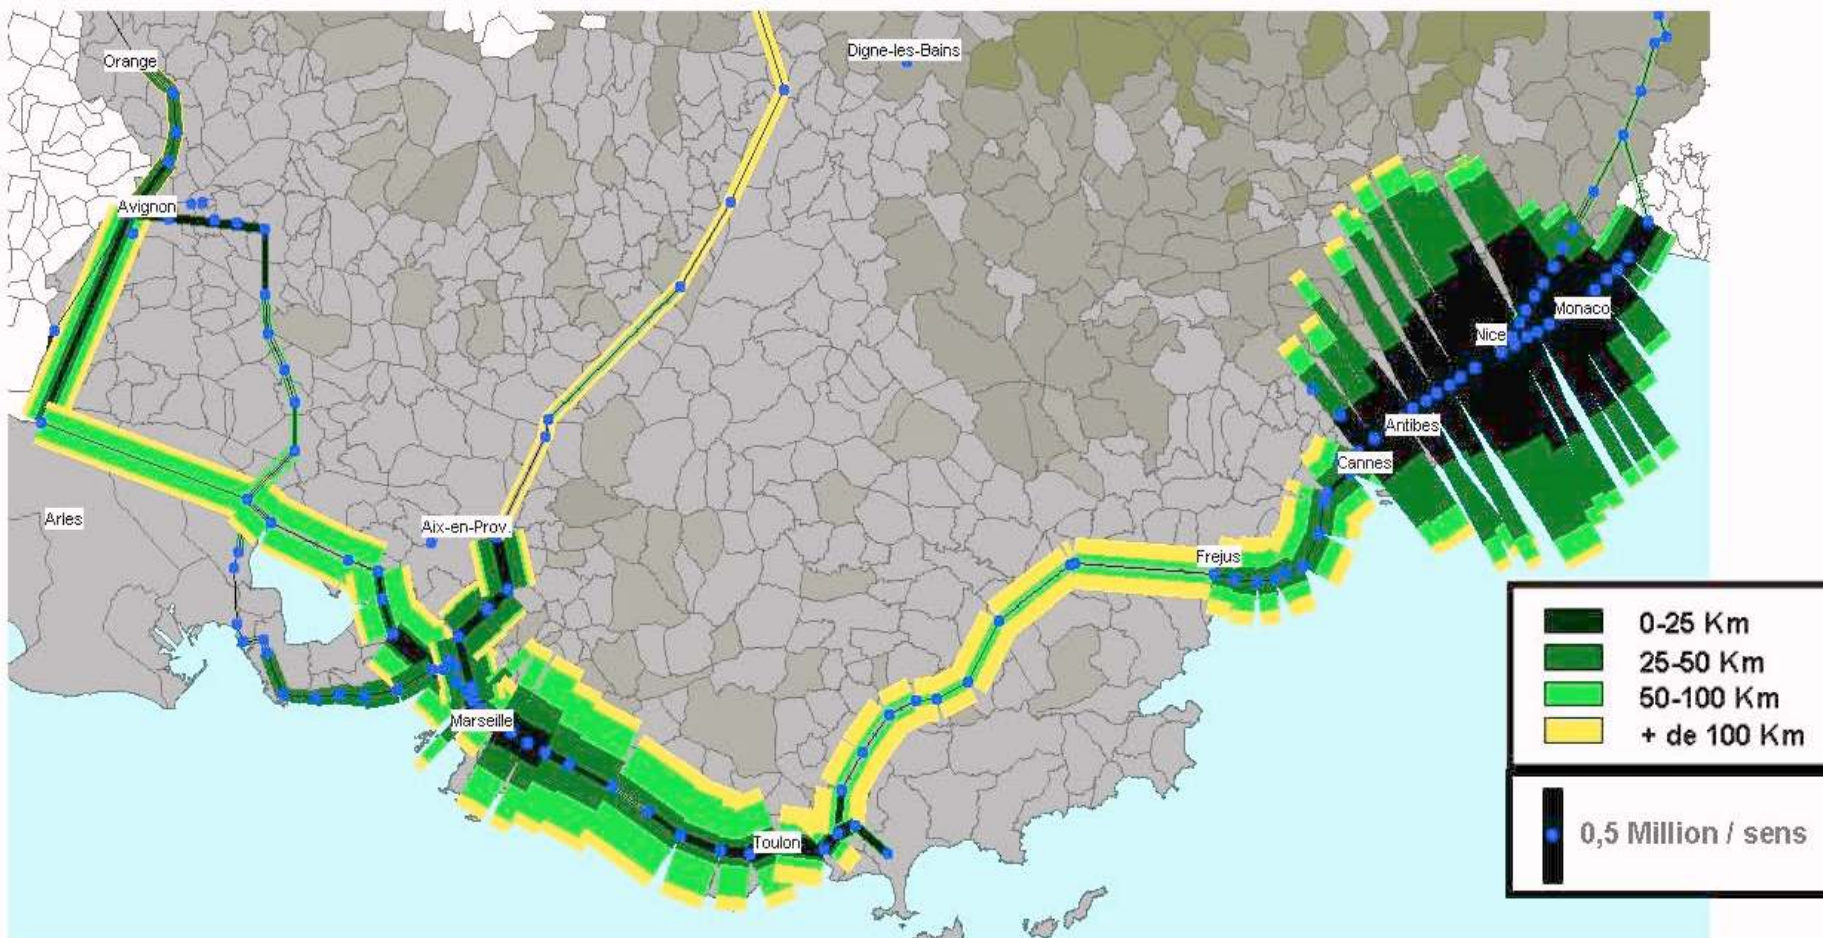 Orange
Digne-les-Bains
Avignon
Monaco
Nice
Antibes
Cannes
Arles
Aix-en-Prov.
Frejus
Marseille
Toulon
0-25 Km
25-50 Km
50-100 Km
+ de 100 Km
0,5 Million / sens